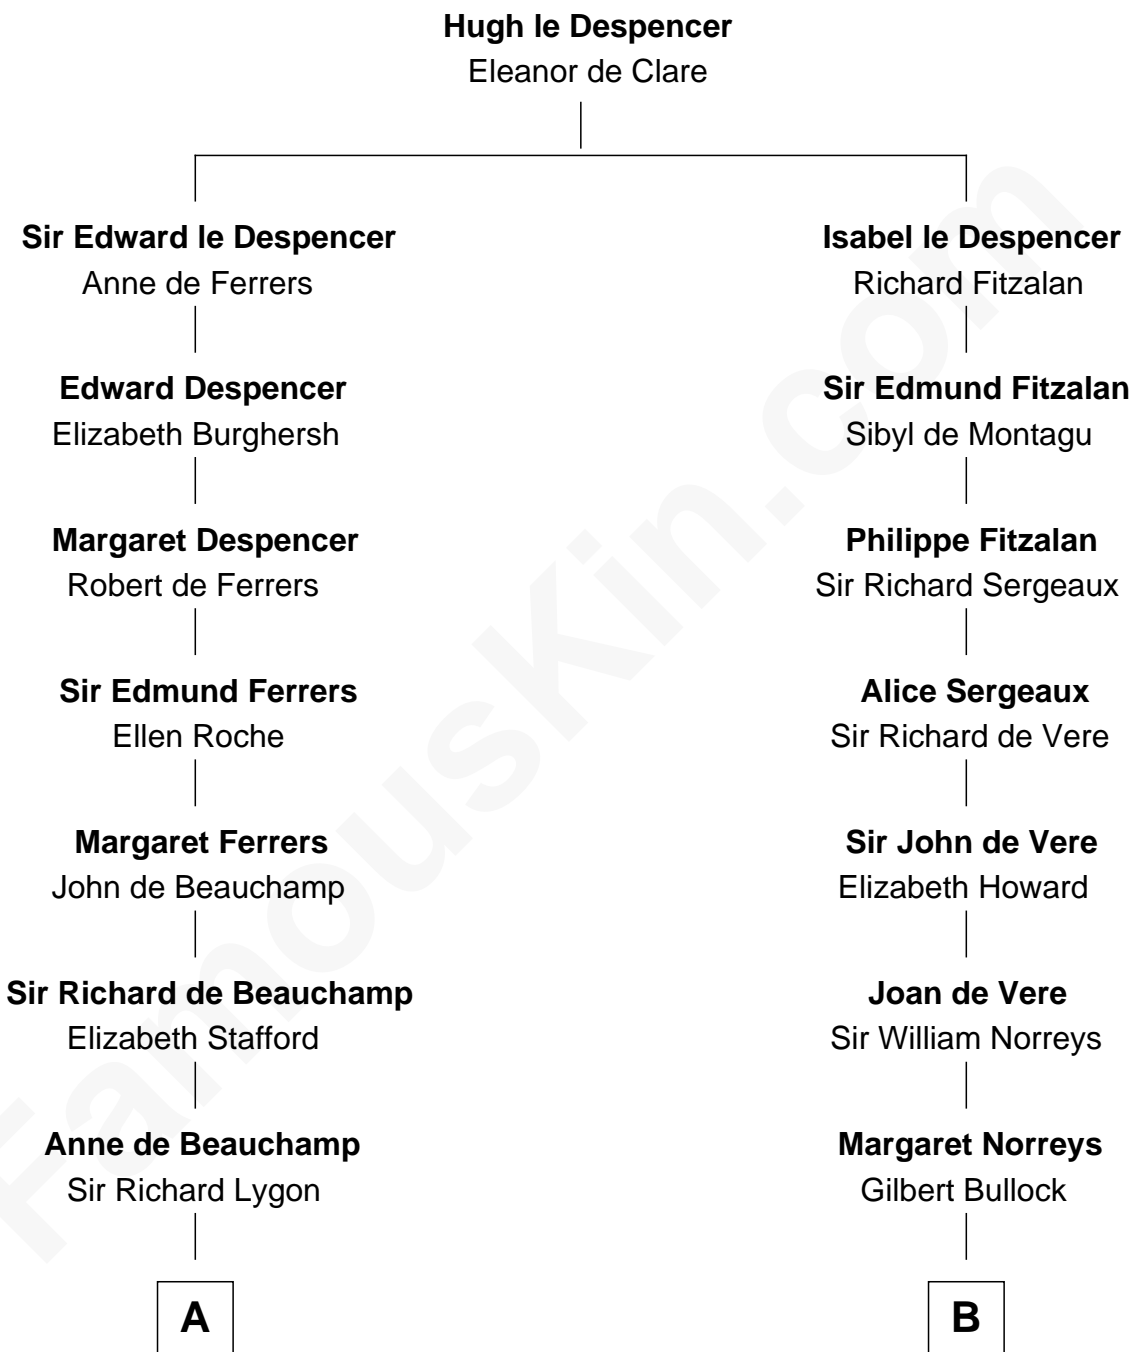 Hugh le Despencer
Eleanor de Clare
Sir Edward le Despencer
Anne de Ferrers
Isabel le Despencer
Richard Fitzalan
Edward Despencer
Elizabeth Burghersh
Sir Edmund Fitzalan
Sibyl de Montagu
Margaret Despencer
Robert de Ferrers
Philippe Fitzalan
Sir Richard Sergeaux
Sir Edmund Ferrers
Ellen Roche
Alice Sergeaux
Sir Richard de Vere
Margaret Ferrers
John de Beauchamp
Sir John de Vere
Elizabeth Howard
Sir Richard de Beauchamp
Elizabeth Stafford
Joan de Vere
Sir William Norreys
Anne de Beauchamp
Sir Richard Lygon
Margaret Norreys
Gilbert Bullock
A
B
FamousKin.com